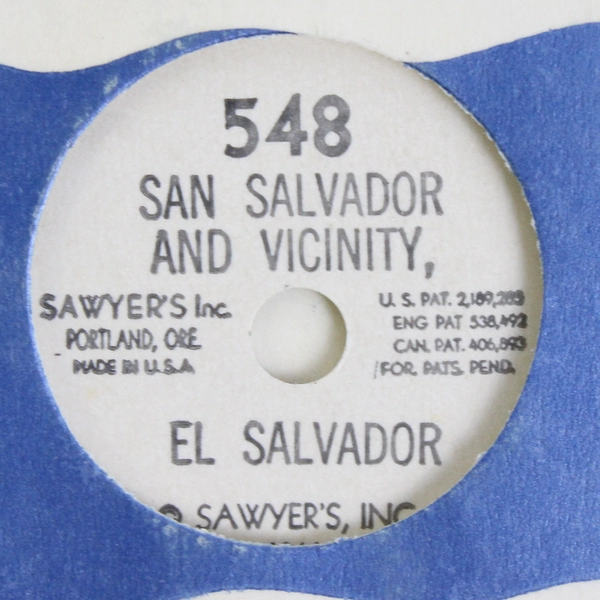 548
SAN SALVADOR
AND VICINITY,
SAWYER'S Inc.
PORTLAND, ORE
MADE IN U.S.A
U. S. PAT. 2,189,285
ENG PAT 538,492
CAN. PAT. 406,893
FOR. PATS. PEND.
EL SALVADOR
© SAWYER'S, INC